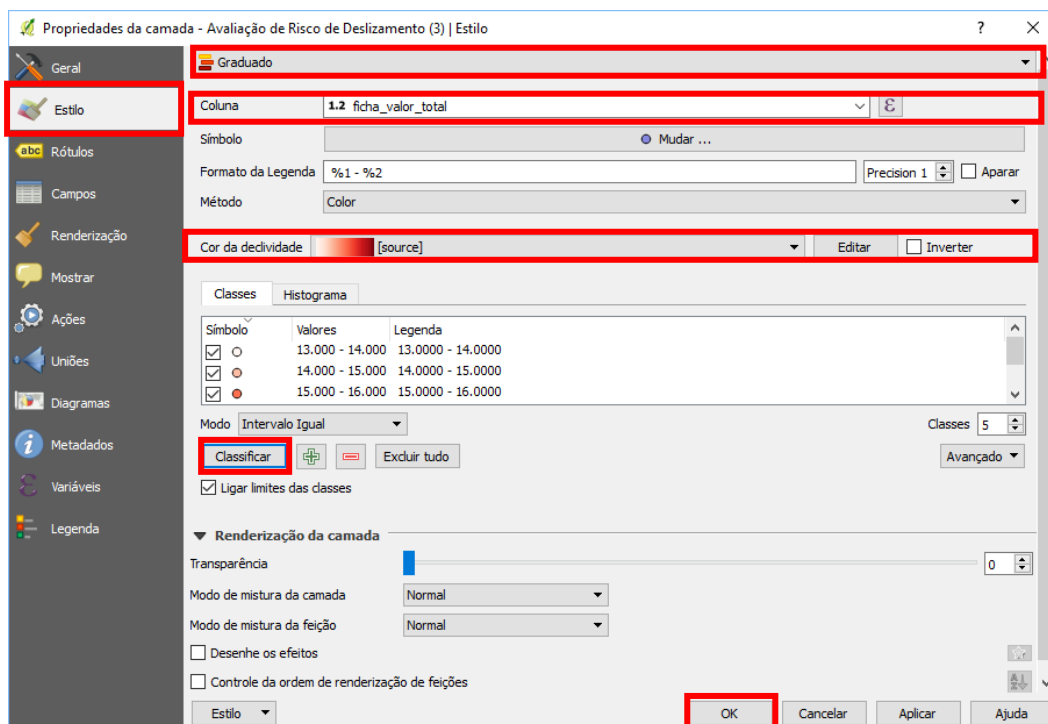 Propriedades da camada - Avaliação de Risco de Deslizamento (3) | Estilo
?
Geral
Estilo
abc Rótulos
Campos
Renderização
Mostrar
Ações
Uniões
Diagramas
Metadados
Variáveis
Legenda
Graduado
Coluna 1.2 ficha_valor_total ε
Símbolo Mudar ...
Formato da Legenda %1 - %2 Precision 1 Aparar
Método Color
Cor da declividade [source] Editar Inverter
Classes Histograma
Símbolo Valores Legenda
13.000 - 14.000 13.0000 - 14.0000
14.000 - 15.000 14.0000 - 15.0000
15.000 - 16.000 15.0000 - 16.0000
Modo Intervalo Igual Classes 5
Classificar Excluir tudo Avançado
Ligar limites das classes
Renderização da camada
Transparência 0
Modo de mistura da camada Normal
Modo de mistura da feição Normal
Desenhe os efeitos
Controle da ordem de renderização de feições
Estilo OK Cancelar Aplicar Ajuda